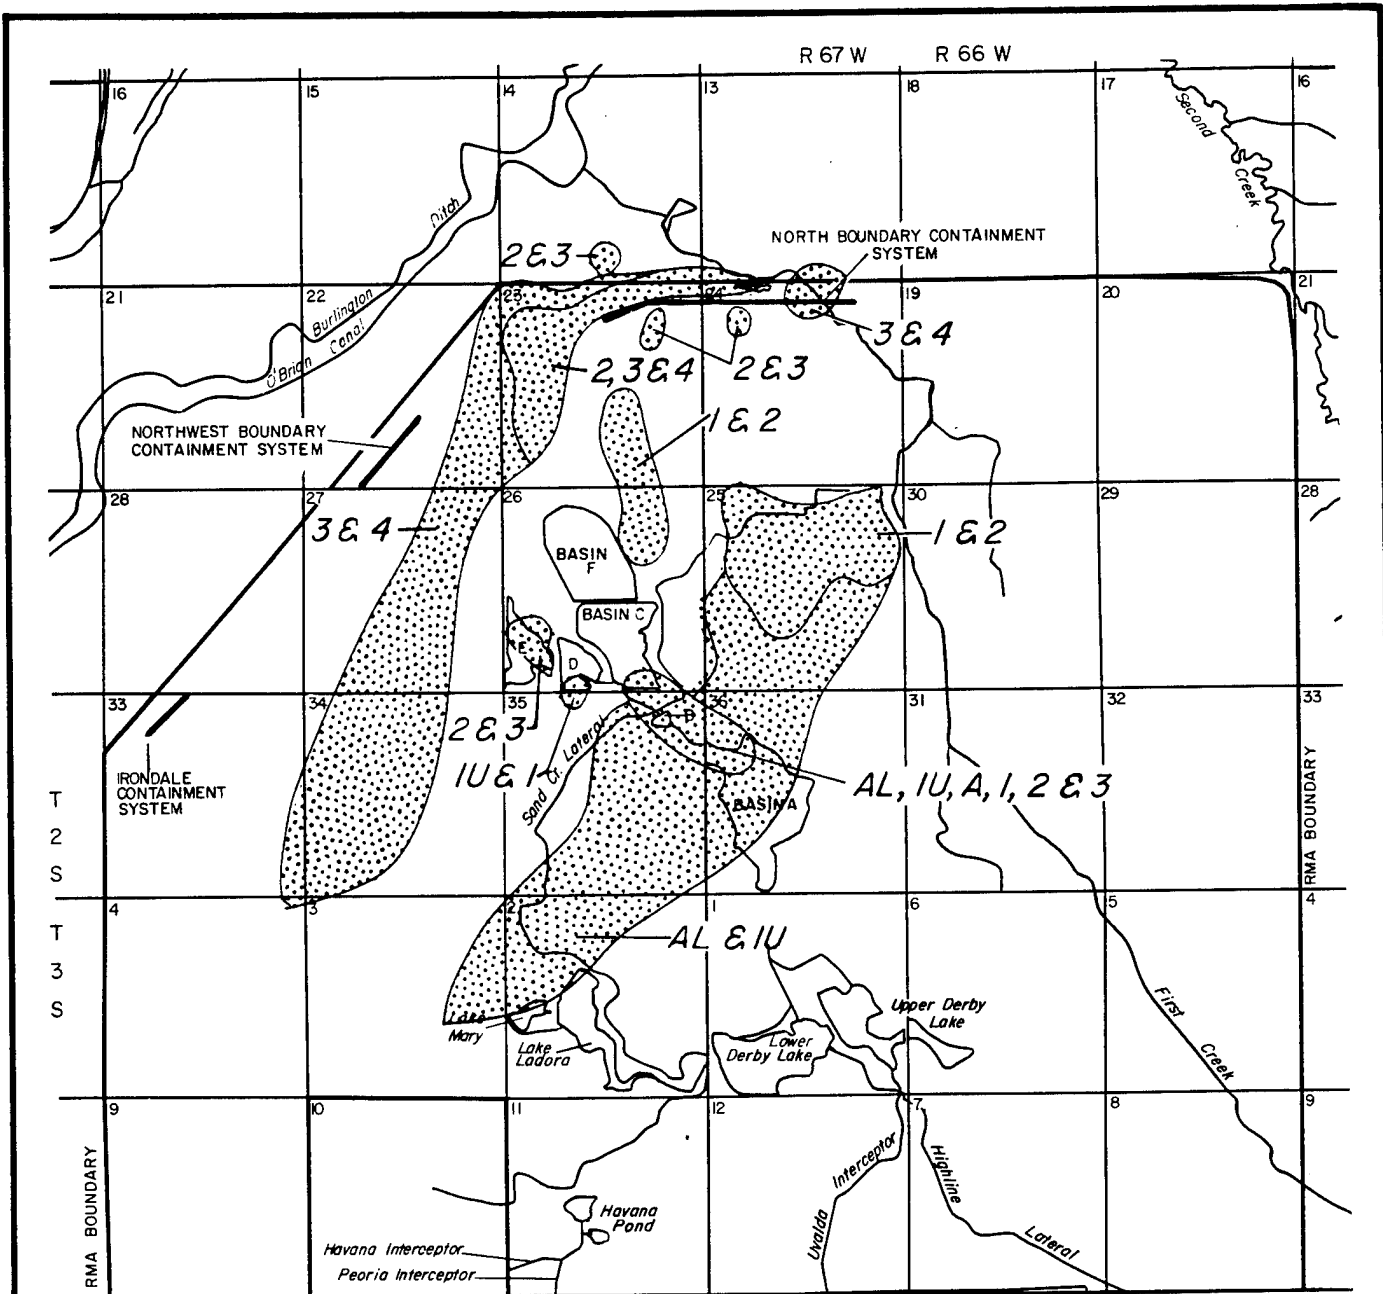 R 67 W R 66 W
16 15 14 13 18 17 16
Second
Creek
Ditch
NORTH BOUNDARY CONTAINMENT
SYSTEM
2 & 3
21 22 23 24 19 20 21
Burlington
O'Brian Canal
3 & 4
2, 3 & 4 2 & 3
1 & 2
NORTHWEST BOUNDARY
CONTAINMENT SYSTEM
28 27 26 25 30 29 28
3 & 4
1 & 2
BASIN
F
BASIN C
E
D
33 34 35 36 31 32 33
B
2 & 3
Sand Cr. Lateral
1U & 1
AL, 1U, A, 1, 2 & 3
IRONDALE
CONTAINMENT
SYSTEM
BASIN A
RMA BOUNDARY
T
2
S
4 3 2 1 6 5 4
T
3
S
AL & 1U
First
Creek
Upper Derby
Lake
Lake
Mary
Lake
Ladora
Lower
Derby Lake
9 10 11 12 7 8 9
RMA BOUNDARY
Interceptor
Uvalda
Highline
Lateral
Havana
Pond
Havana Interceptor
Peoria Interceptor